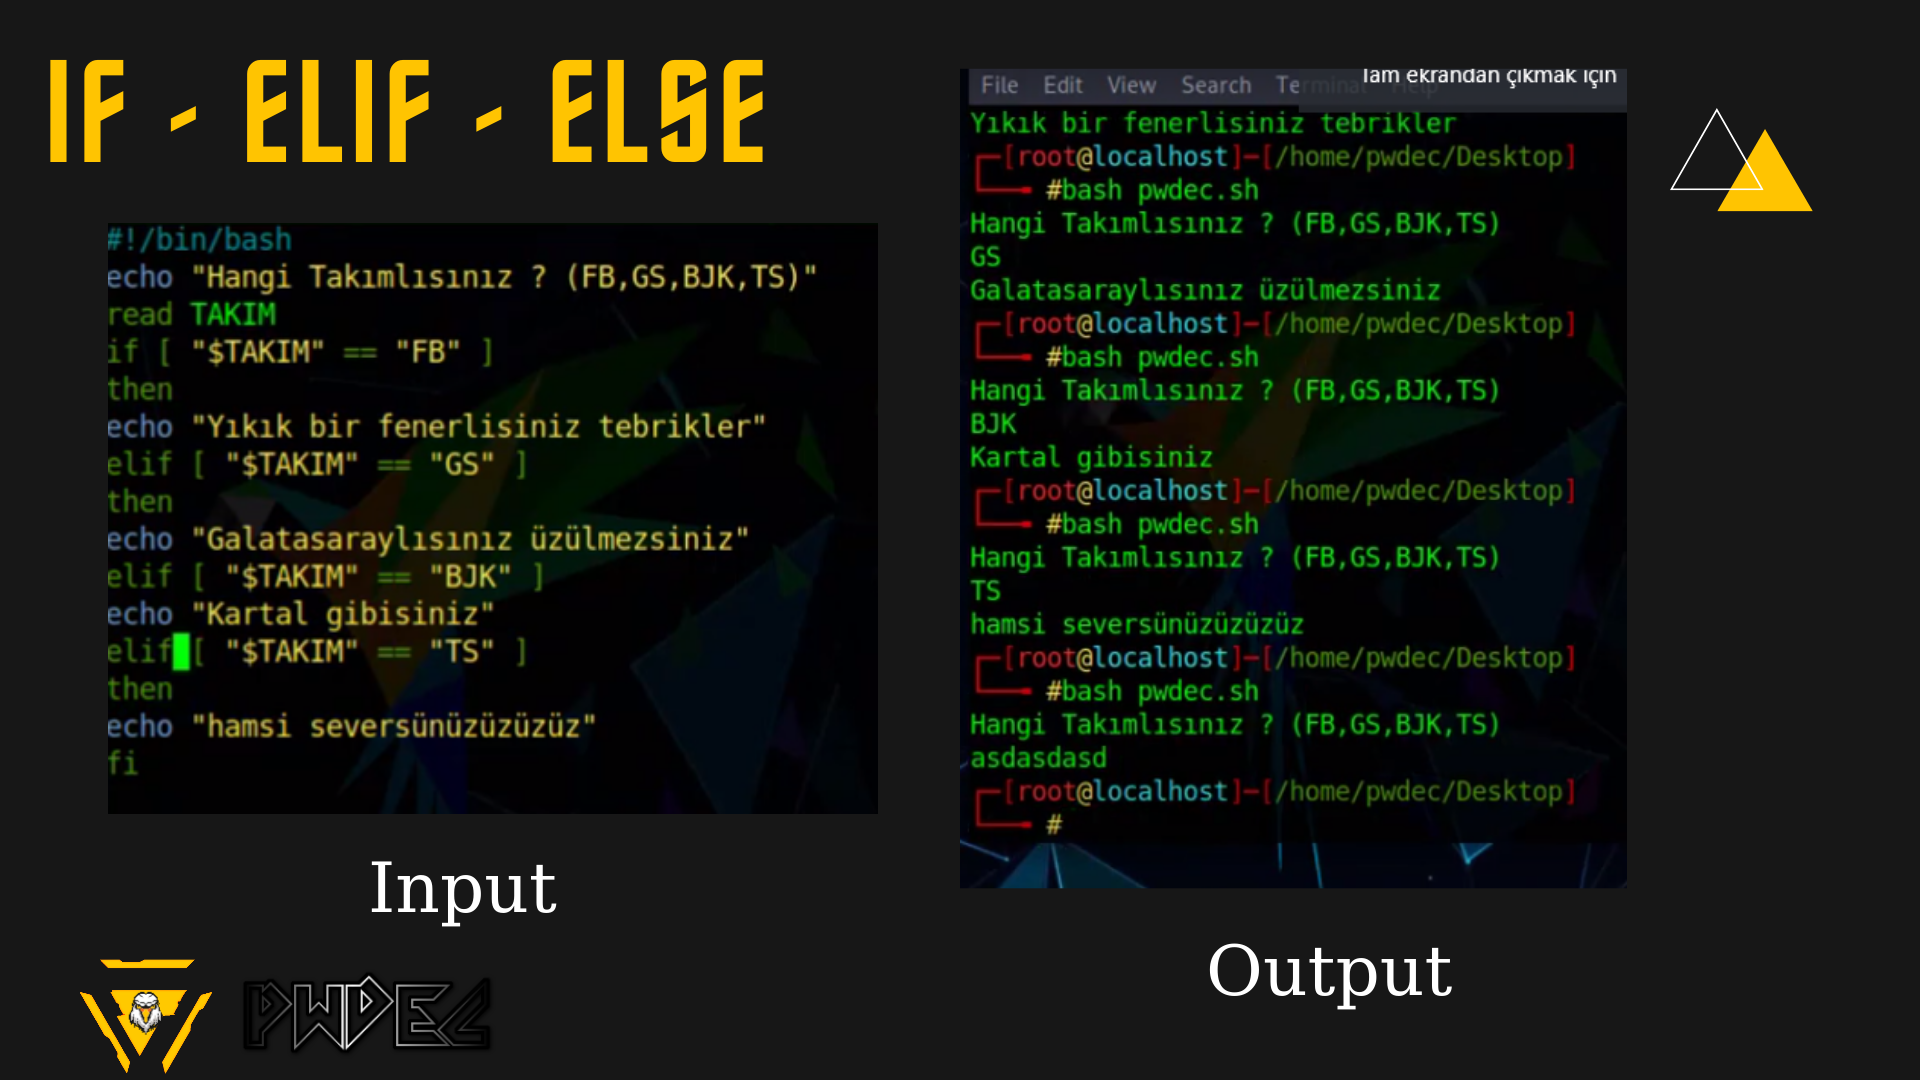 IF - ELIF - ELSE
#!/bin/bash
echo "Hangi Takımlısınız ? (FB,GS,BJK,TS)"
read TAKIM
if [ "$TAKIM" == "FB" ]
then
echo "Yıkık bir fenerlisiniz tebrikler"
elif [ "$TAKIM" == "GS" ]
then
echo "Galatasaraylısınız üzülmezsiniz"
elif [ "$TAKIM" == "BJK" ]
echo "Kartal gibisiniz"
elif [ "$TAKIM" == "TS" ]
then
echo "hamsi seversünüzüzüzüz"
fi
Input
File Edit View Search Terminal Help
Tam ekrandan çıkmak için
Yıkık bir fenerlisiniz tebrikler
[root@localhost]─[/home/pwdec/Desktop]
#bash pwdec.sh
Hangi Takımlısınız ? (FB,GS,BJK,TS)
GS
Galatasaraylısınız üzülmezsiniz
[root@localhost]─[/home/pwdec/Desktop]
#bash pwdec.sh
Hangi Takımlısınız ? (FB,GS,BJK,TS)
BJK
Kartal gibisiniz
[root@localhost]─[/home/pwdec/Desktop]
#bash pwdec.sh
Hangi Takımlısınız ? (FB,GS,BJK,TS)
TS
hamsi seversünüzüzüzüz
[root@localhost]─[/home/pwdec/Desktop]
#bash pwdec.sh
Hangi Takımlısınız ? (FB,GS,BJK,TS)
asdasdasd
[root@localhost]─[/home/pwdec/Desktop]
#
Output
PWDEC